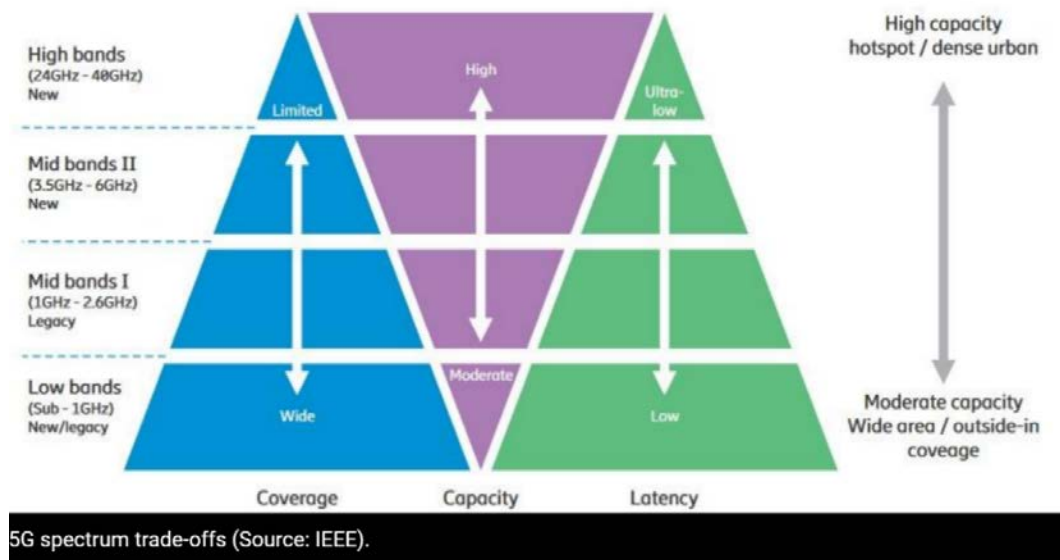 High bands
(24GHz - 40GHz)
New
Mid bands II
(3.5GHz - 6GHz)
New
Mid bands I
(1GHz - 2.6GHz)
Legacy
Low bands
(Sub - 1GHz)
New/legacy
Limited
Wide
High
Moderate
Ultra-
low
Low
Coverage
Capacity
Latency
High capacity
hotspot / dense urban
Moderate capacity
Wide area / outside-in
coveage
5G spectrum trade-offs (Source: IEEE).